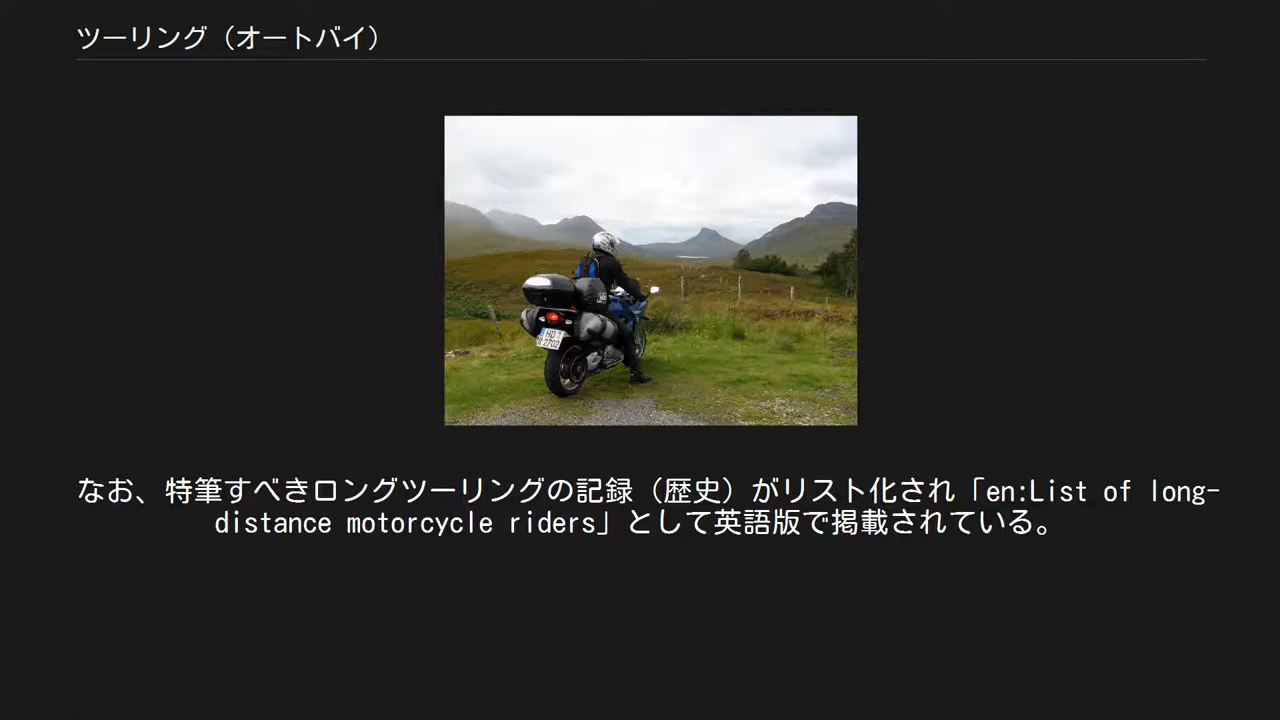 ツーリング（オートバイ）
HD
2702
なお、特筆すべきロングツーリングの記録（歴史）がリスト化され「en:List of long-
distance motorcycle riders」として英語版で掲載されている。